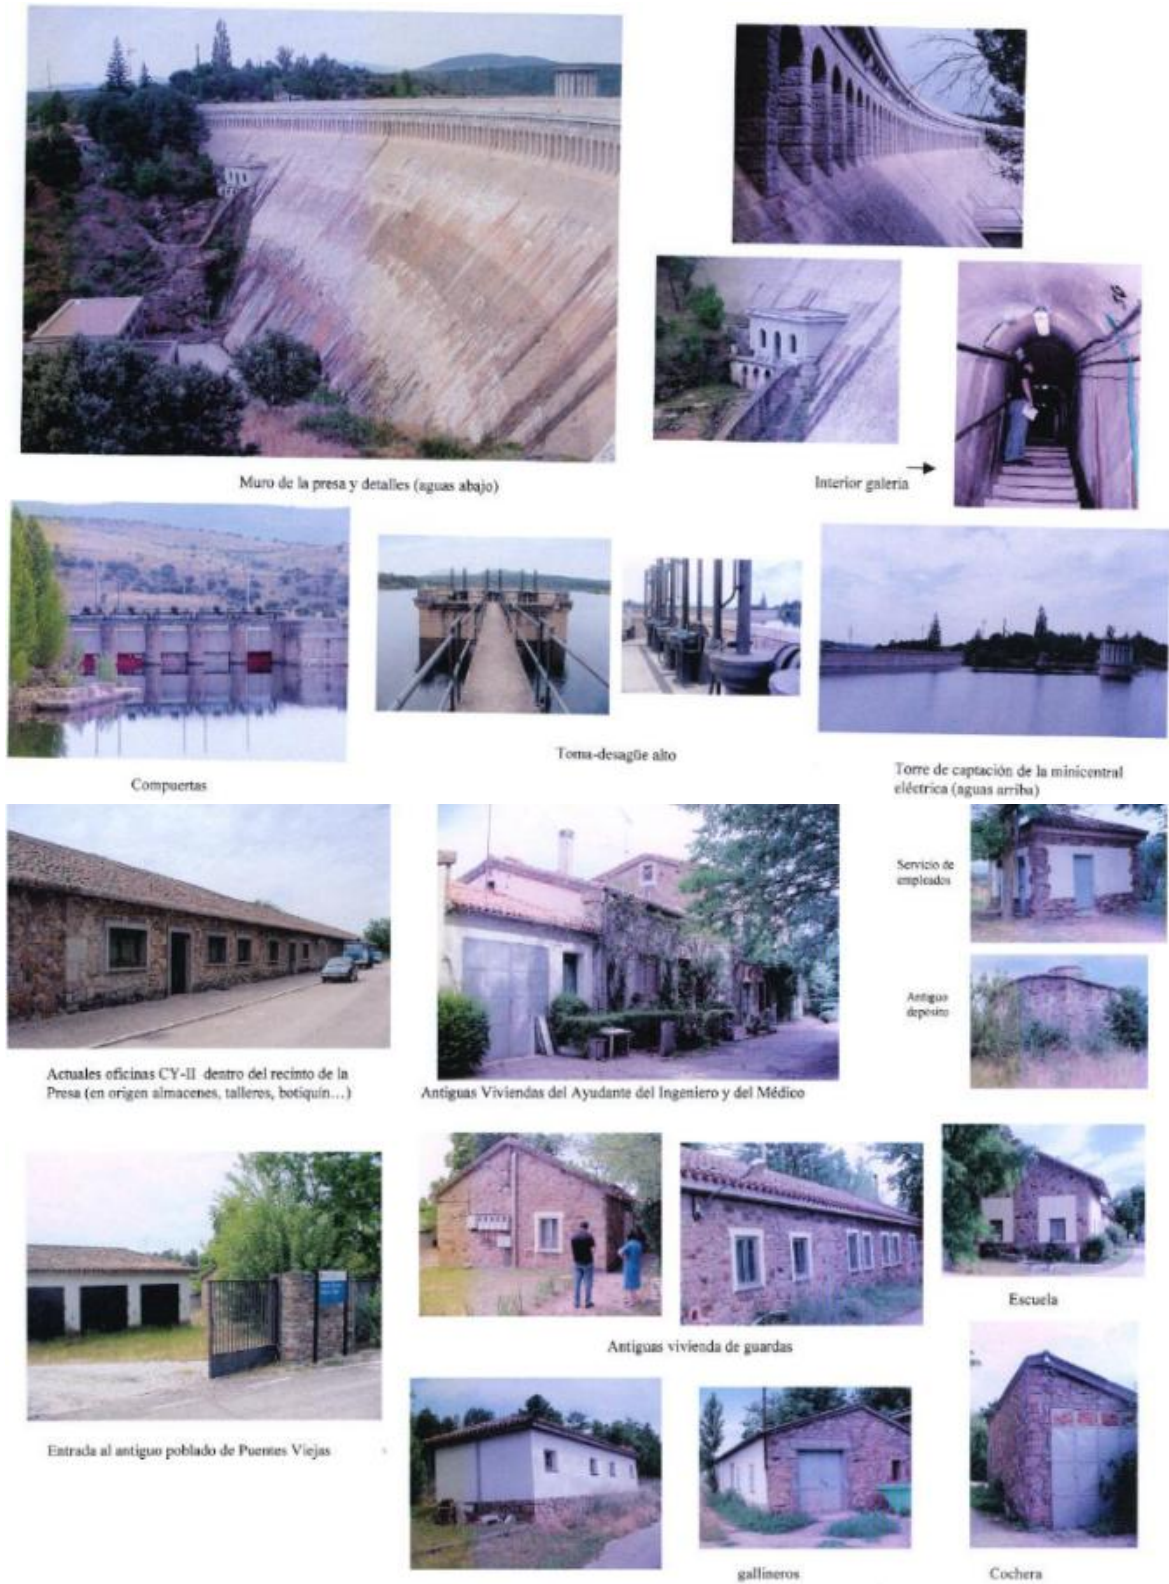 Muro de la presa y detalles (aguas abajo)
Interior galería
Compuertas
Toma-desagüe alto
Torre de captación de la minicentral
eléctrica (aguas arriba)
Servicio de
empleados
Antiguo
depósito
Actuales oficinas CY-II dentro del recinto de la
Presa (en origen almacenes, talleres, botiquín…)
Antiguas Viviendas del Ayudante del Ingeniero y del Médico
Escuela
Antiguas vivienda de guardas
Entrada al antiguo poblado de Puentes Viejas
gallineros
Cochera